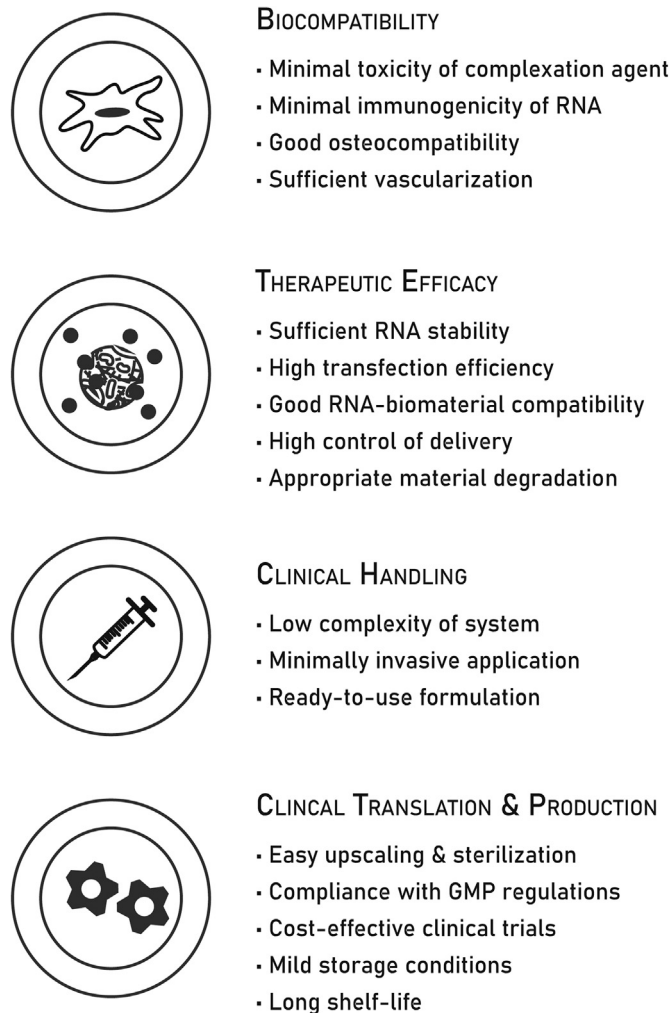 BIOCOMPATIBILITY
▪ Minimal toxicity of complexation agent
▪ Minimal immunogenicity of RNA
▪ Good osteocompatibility
▪ Sufficient vascularization
THERAPEUTIC EFFICACY
▪ Sufficient RNA stability
▪ High transfection efficiency
▪ Good RNA-biomaterial compatibility
▪ High control of delivery
▪ Appropriate material degradation
CLINICAL HANDLING
▪ Low complexity of system
▪ Minimally invasive application
▪ Ready-to-use formulation
CLINCAL TRANSLATION & PRODUCTION
▪ Easy upscaling & sterilization
▪ Compliance with GMP regulations
▪ Cost-effective clinical trials
▪ Mild storage conditions
▪ Long shelf-life